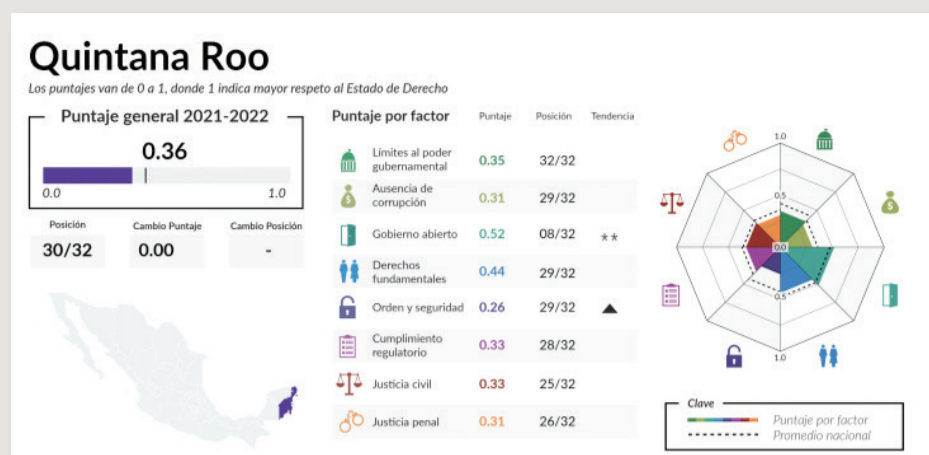 Quintana Roo
Los puntajes van de 0 a 1, donde 1 indica mayor respeto al Estado de Derecho
Puntaje general 2021-2022
0.36
0.0 1.0
Posición Cambio Puntaje Cambio Posición
30/32 0.00 -
Puntaje por factor Puntaje Posición Tendencia
Límites al poder
gubernamental 0.35 32/32
Ausencia de
corrupción 0.31 29/32
Gobierno abierto 0.52 08/32 **
Derechos
fundamentales 0.44 29/32
Orden y seguridad 0.26 29/32 ▲
Cumplimiento
regulatorio 0.33 28/32
Justicia civil 0.33 25/32
Justicia penal 0.31 26/32
1.0
0.5
0.0
0.5
1.0
Clave
Puntaje por factor
Promedio nacional